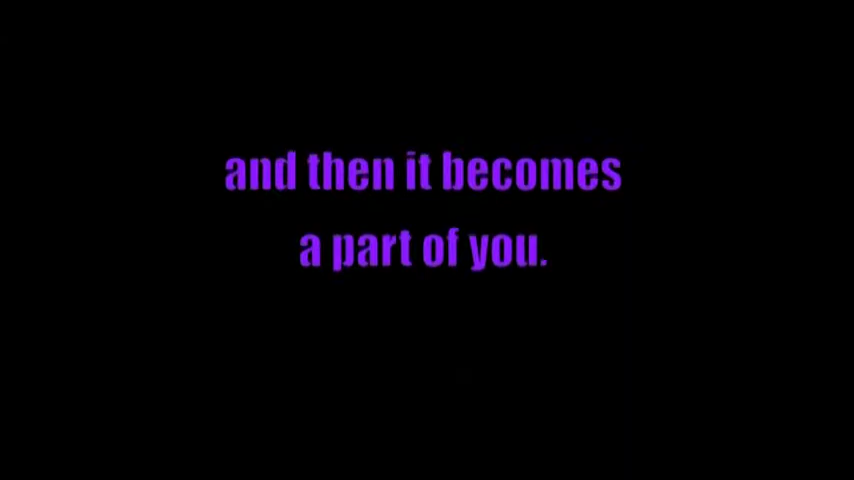 and then it becomes
a part of you.